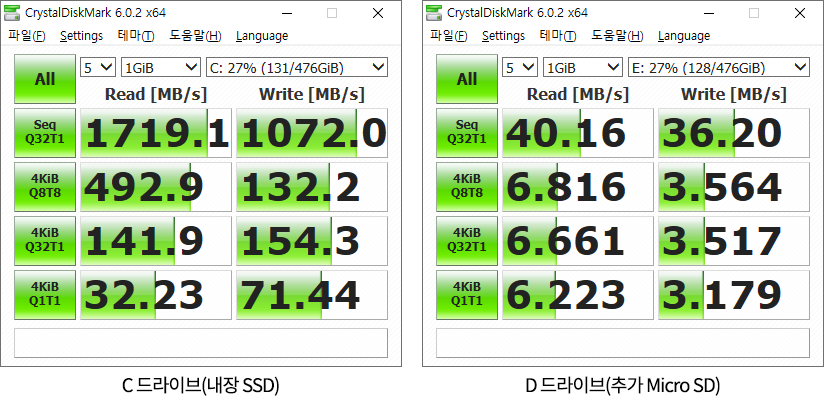 CrystalDiskMark 6.0.2 x64
파일(F) Settings 테마(T) 도움말(H) Language
All 5 1GiB C: 27% (131/476GiB)
Read [MB/s] Write [MB/s]
Seq Q32T1 1719.1 1072.0
4KiB Q8T8 492.9 132.2
4KiB Q32T1 141.9 154.3
4KiB Q1T1 32.23 71.44
C 드라이브(내장 SSD)
CrystalDiskMark 6.0.2 x64
파일(F) Settings 테마(T) 도움말(H) Language
All 5 1GiB E: 27% (128/476GiB)
Read [MB/s] Write [MB/s]
Seq Q32T1 40.16 36.20
4KiB Q8T8 6.816 3.564
4KiB Q32T1 6.661 3.517
4KiB Q1T1 6.223 3.179
D 드라이브(추가 Micro SD)